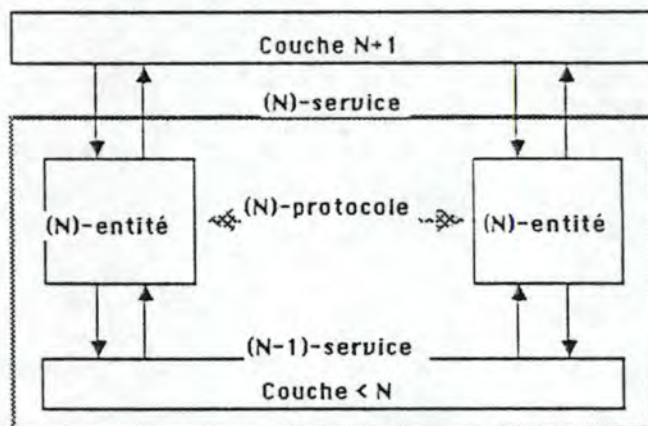 Couche N+1
(N)-service
(N)-entité
(N)-protocole
(N)-entité
(N-1)-service
Couche < N